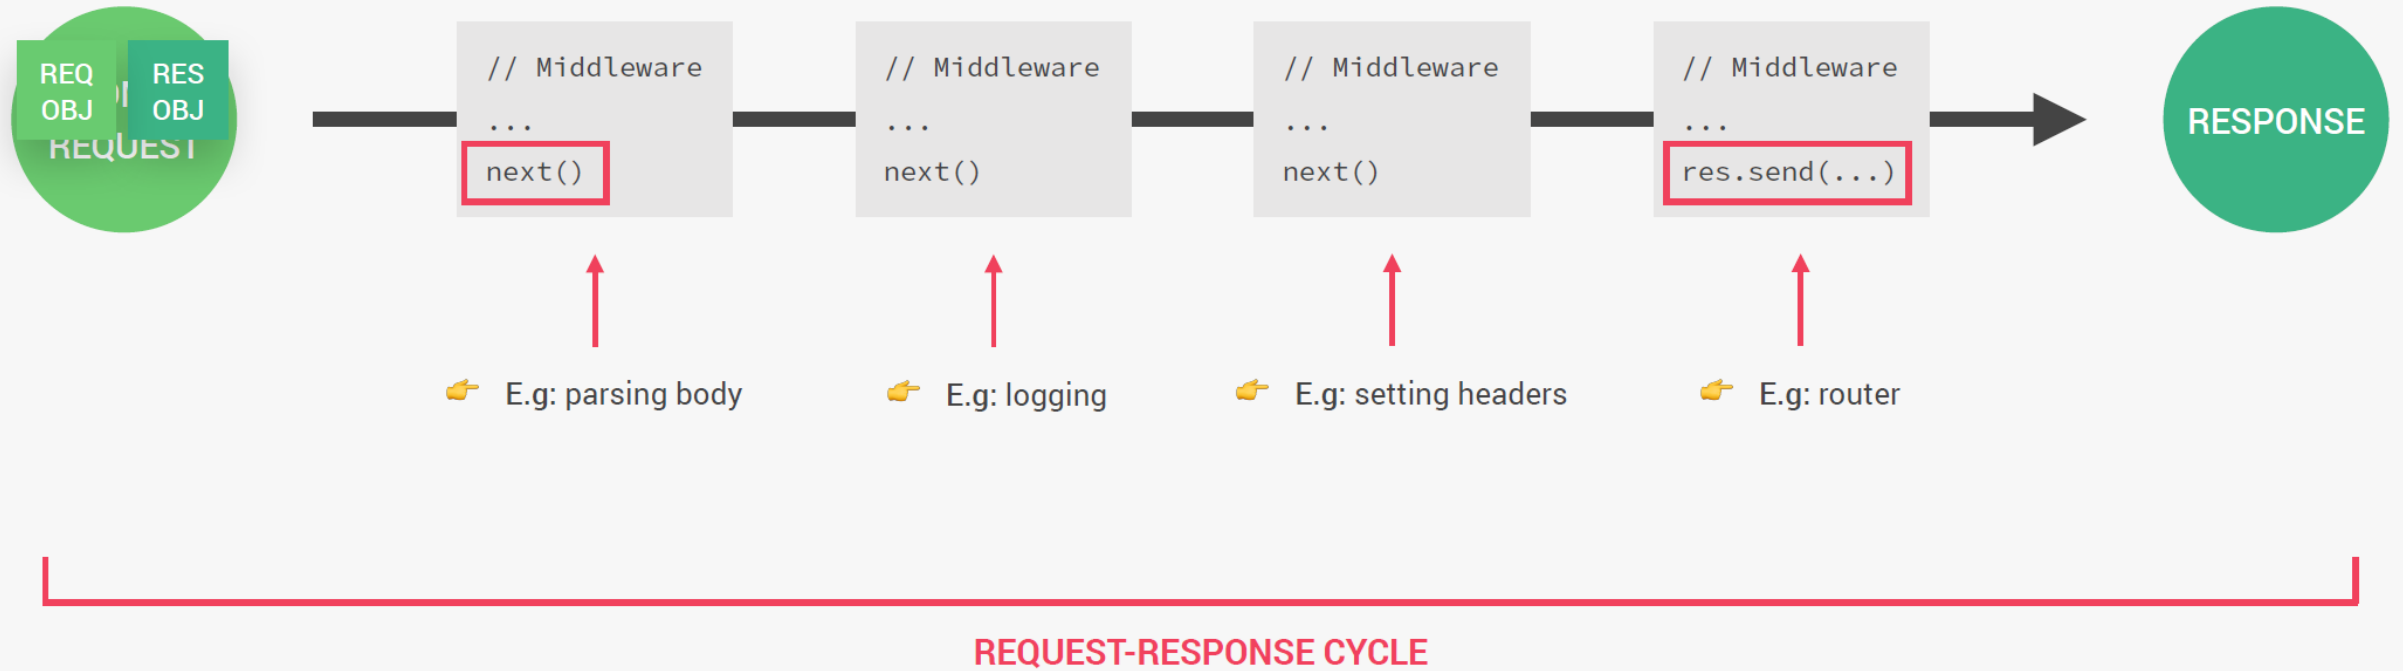 REQ
OBJ
RES
OBJ
REQUEST
// Middleware
...
next()
// Middleware
...
next()
// Middleware
...
next()
// Middleware
...
res.send(...)
RESPONSE
E.g: parsing body
E.g: logging
E.g: setting headers
E.g: router
REQUEST-RESPONSE CYCLE